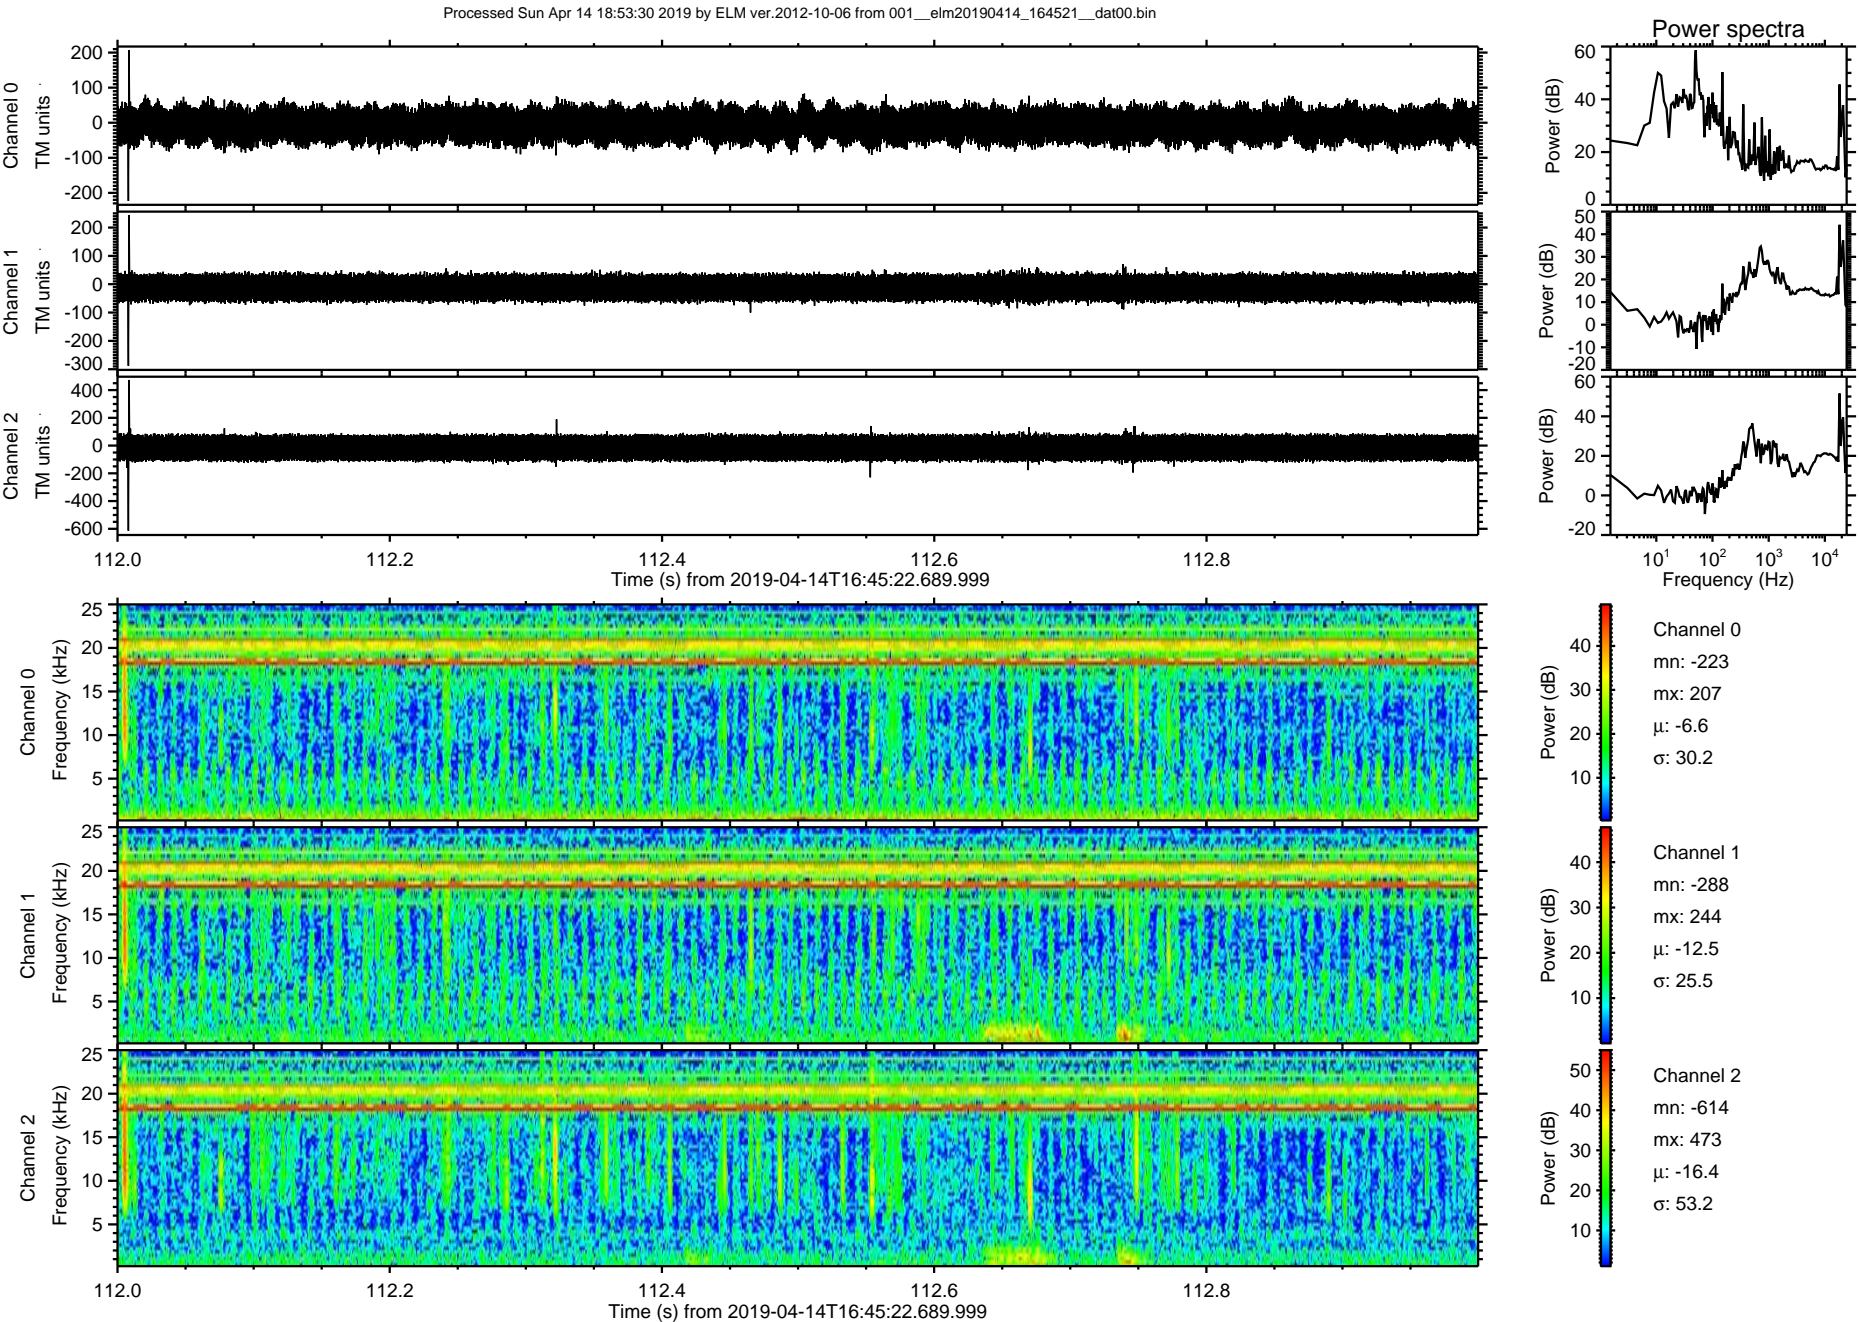 Processed Sun Apr 14 18:53:30 2019 by ELM ver.2012-10-06 from 001__elm20190414_164521__dat00.bin
Power spectra
Channel 0
TM units
200
100
0
-100
-200
Power (dB)
60
40
20
0
Channel 1
TM units
200
100
0
-100
-200
-300
Power (dB)
50
40
30
20
10
0
-10
-20
Channel 2
TM units
400
200
0
-200
-400
-600
Power (dB)
60
40
20
0
-20
112.0 112.2 112.4 112.6 112.8
Time (s) from 2019-04-14T16:45:22.689.999
10¹ 10² 10³ 10⁴
Frequency (Hz)
Channel 0
Frequency (kHz)
25
20
15
10
5
Power (dB)
40
30
20
10
Channel 0
mn: -223
mx: 207
μ: -6.6
σ: 30.2
Channel 1
Frequency (kHz)
25
20
15
10
5
Power (dB)
40
30
20
10
Channel 1
mn: -288
mx: 244
μ: -12.5
σ: 25.5
Channel 2
Frequency (kHz)
25
20
15
10
5
Power (dB)
50
40
30
20
10
Channel 2
mn: -614
mx: 473
μ: -16.4
σ: 53.2
112.0 112.2 112.4 112.6 112.8
Time (s) from 2019-04-14T16:45:22.689.999